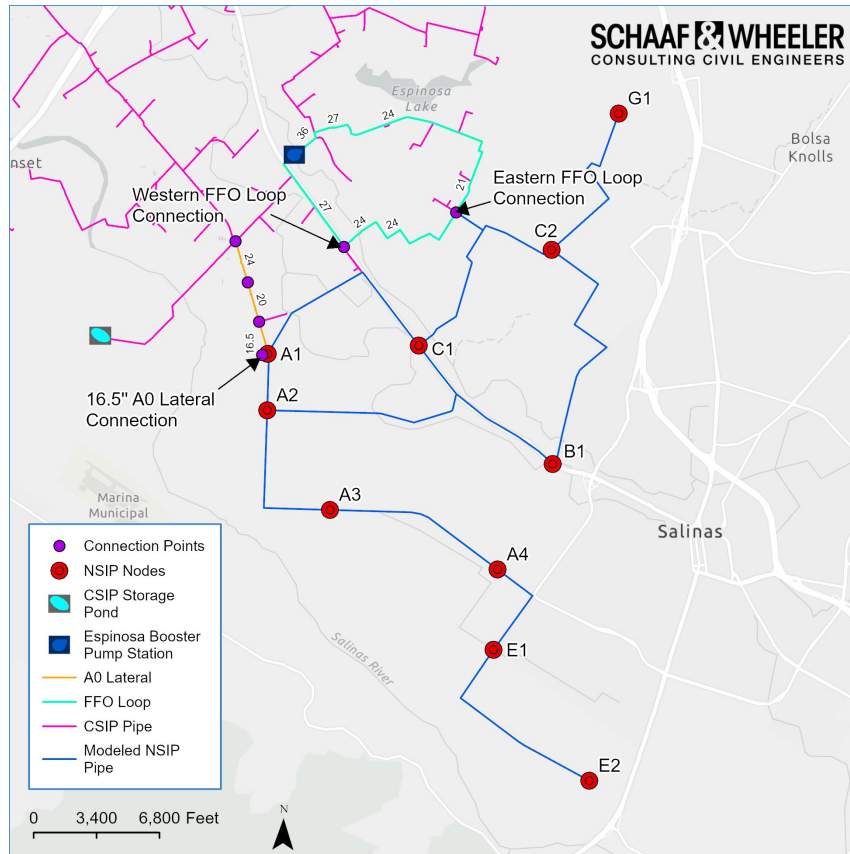 SCHAAF & WHEELER
CONSULTING CIVIL ENGINEERS
G1
Espinosa
Lake
27
24
36
Bolsa
Knolls
nset
Eastern FFO Loop
Connection
21
Western FFO Loop
Connection
27
24
24
C2
24
20
16.5
A1
C1
16.5" A0 Lateral
Connection
A2
B1
Marina
Municipal
A3
Salinas
A4
Connection Points
NSIP Nodes
CSIP Storage
Pond
Espinosa Booster
Pump Station
A0 Lateral
FFO Loop
CSIP Pipe
Modeled NSIP
Pipe
Salinas River
E1
E2
0 3,400 6,800 Feet
N